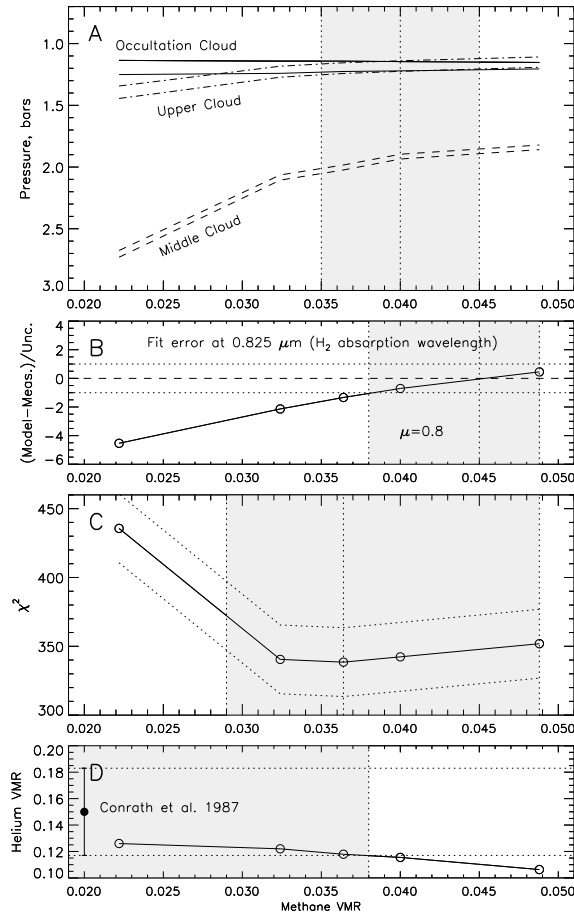 A
Occultation Cloud
Upper Cloud
Middle Cloud
Pressure, bars
1.0
1.5
2.0
2.5
3.0
0.020 0.025 0.030 0.035 0.040 0.045 0.050
B
Fit error at 0.825 μm (H₂ absorption wavelength)
μ=0.8
(Model−Meas.)/Unc.
4
2
0
−2
−4
−6
0.020 0.025 0.030 0.035 0.040 0.045 0.050
C
χ²
450
400
350
300
0.020 0.025 0.030 0.035 0.040 0.045 0.050
D
Conrath et al. 1987
Helium VMR
0.20
0.18
0.16
0.14
0.12
0.10
0.020 0.025 0.030 0.035 0.040 0.045 0.050
Methane VMR